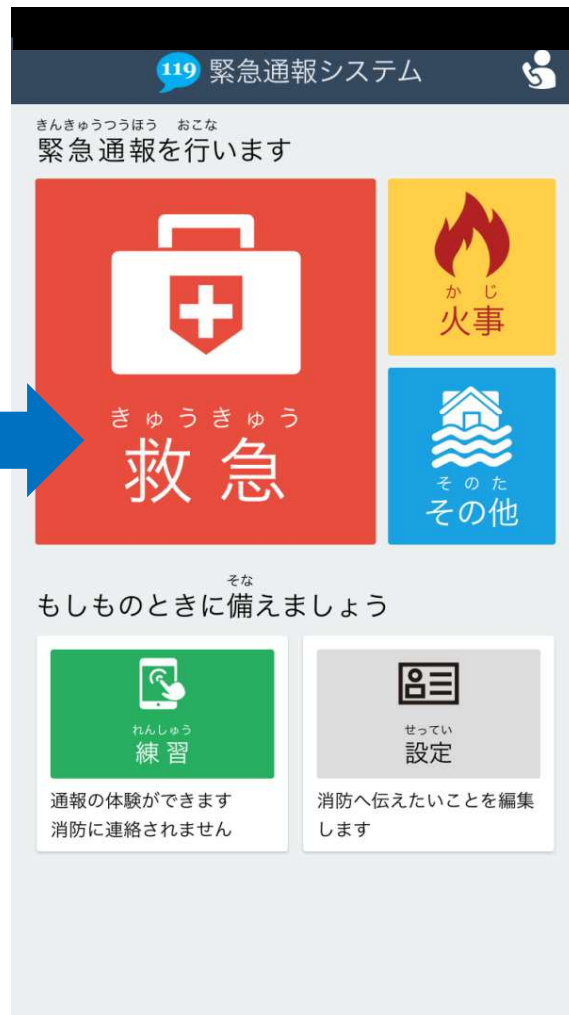 119 緊急通報システム
きんきゅうつうほう おこな
緊急通報を行います
きゅうきゅう
救急
かじ
火事
そのた
その他
そな
もしものときに備えましょう
れんしゅう
練習
通報の体験ができます
消防に連絡されません
せってい
設定
消防へ伝えたいことを編集
します